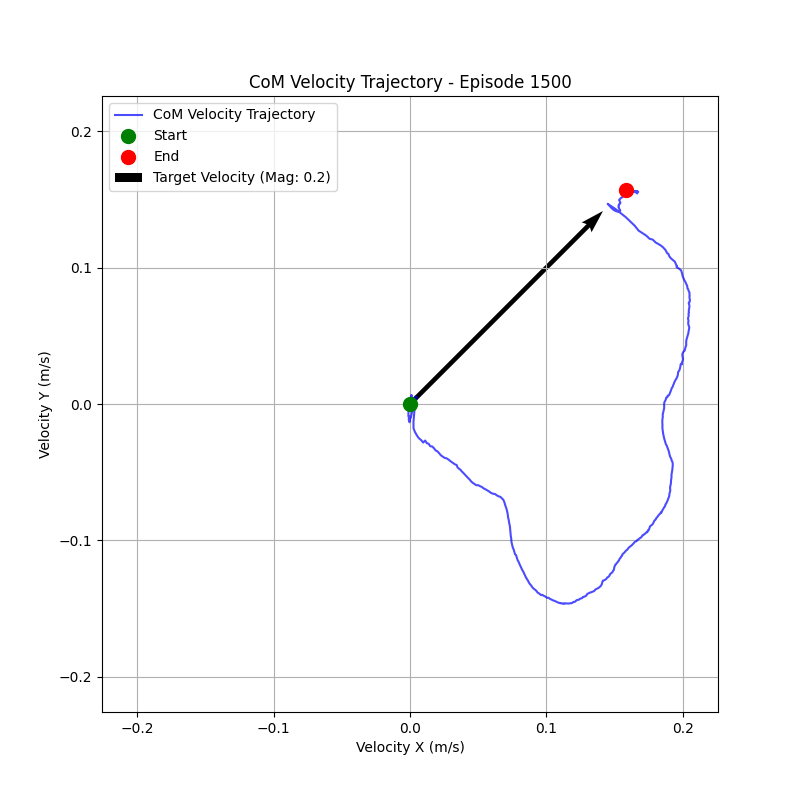 CoM Velocity Trajectory - Episode 1500
CoM Velocity Trajectory
Start
End
Target Velocity (Mag: 0.2)
0.2
0.1
0.0
−0.1
−0.2
Velocity Y (m/s)
−0.2
−0.1
0.0
0.1
0.2
Velocity X (m/s)